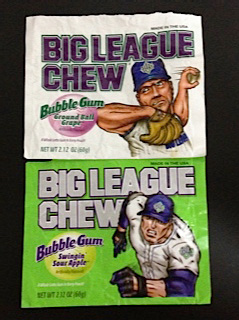 MADE IN THE USA
BIG LEAGUE
CHEW
Bubble Gum
Ground Ball
Grape
NET WT 2.12 OZ (60g)
MADE IN THE USA
BIG LEAGUE
CHEW
Bubble Gum
Swingin
Sour Apple
NET WT 2.12 OZ (60g)